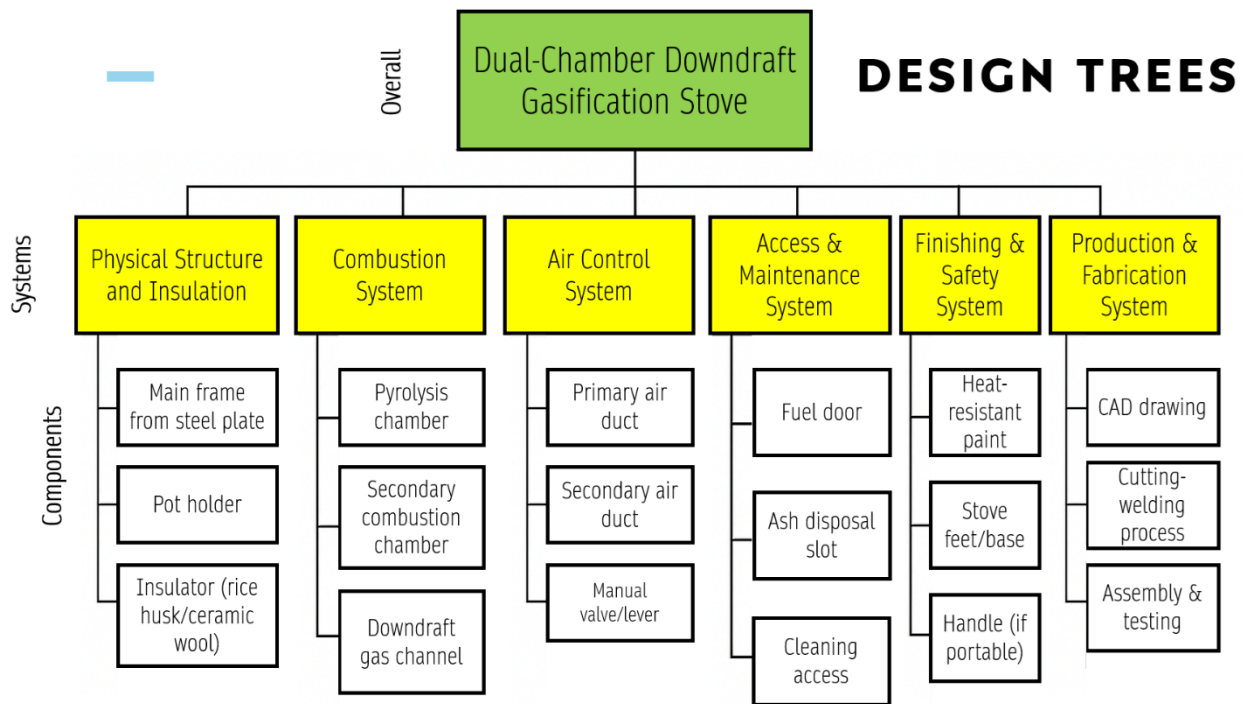 Overall
Dual-Chamber Downdraft
Gasification Stove
DESIGN TREES
Systems
Physical Structure
and Insulation
Combustion
System
Air Control
System
Access &
Maintenance
System
Finishing &
Safety
System
Production &
Fabrication
System
Components
Main frame
from steel plate
Pot holder
Insulator (rice
husk/ceramic
wool)
Pyrolysis
chamber
Secondary
combustion
chamber
Downdraft
gas channel
Primary air
duct
Secondary air
duct
Manual
valve/lever
Fuel door
Ash disposal
slot
Cleaning
access
Heat-
resistant
paint
Stove
feet/base
Handle (if
portable)
CAD drawing
Cutting-
welding
process
Assembly &
testing